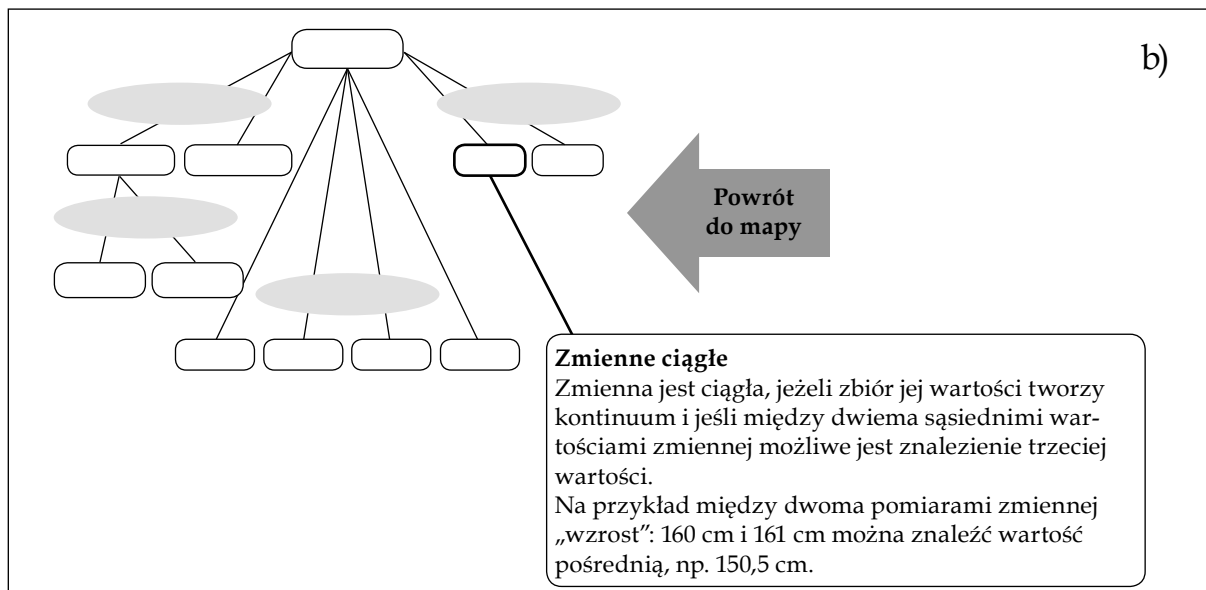 b)
Powrót
do mapy
Zmienne ciągłe
Zmienna jest ciągła, jeżeli zbiór jej wartości tworzy
kontinuum i jeśli między dwiema sąsiednimi war-
tościami zmiennej możliwe jest znalezienie trzeciej
wartości.
Na przykład między dwoma pomiarami zmiennej
„wzrost”: 160 cm i 161 cm można znaleźć wartość
pośrednią, np. 150,5 cm.